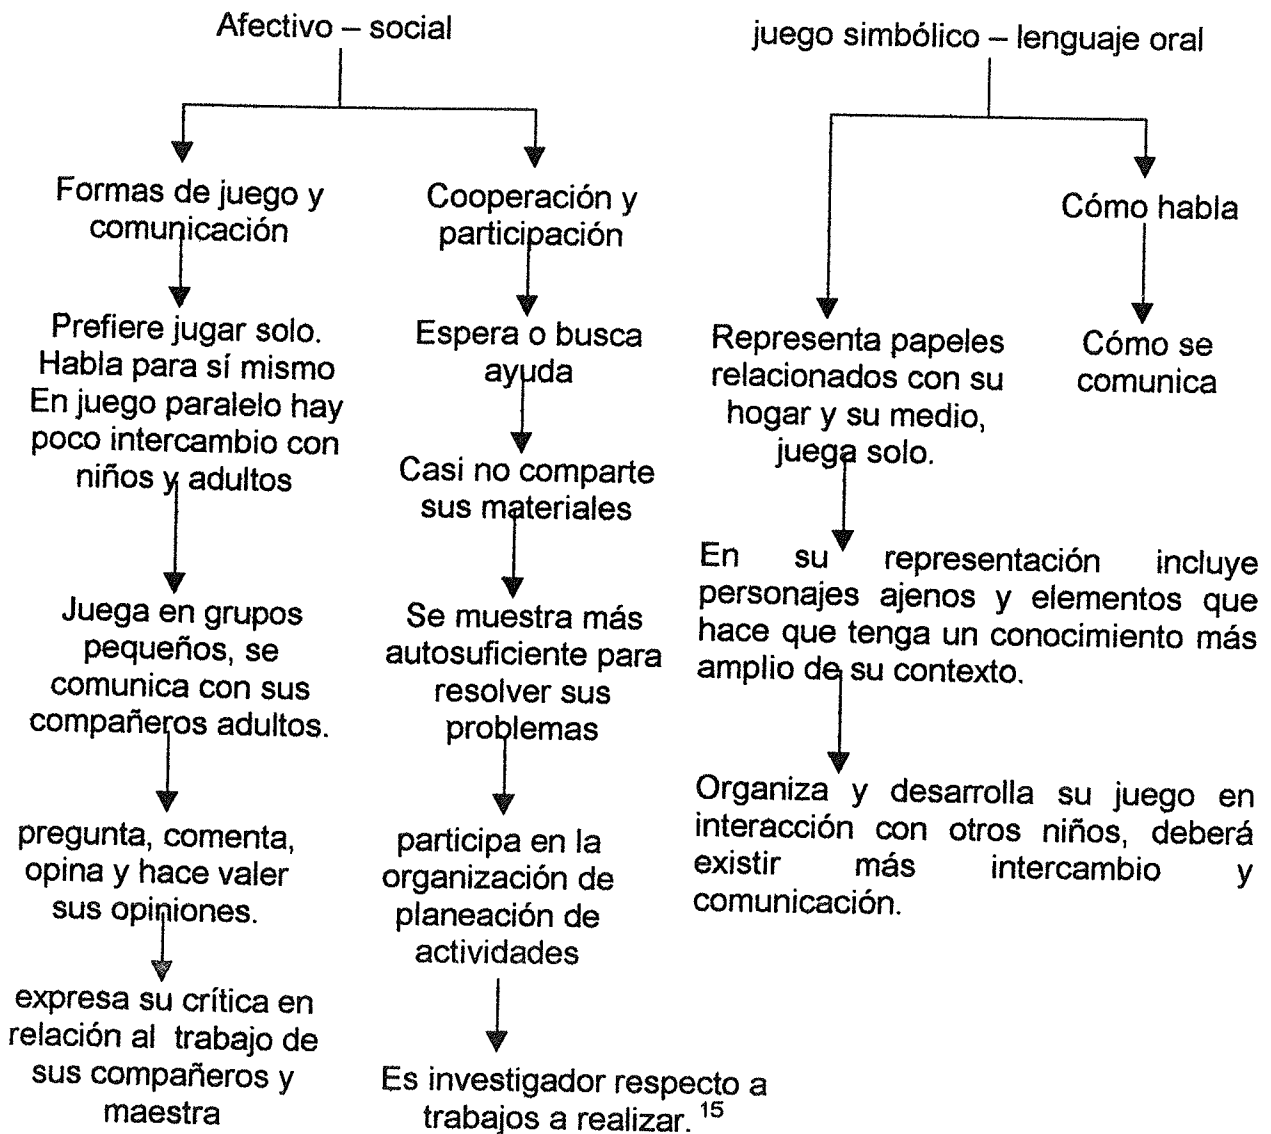 Afectivo – social
Formas de juego y
comunicación
Prefiere jugar solo.
Habla para sí mismo
En juego paralelo hay
poco intercambio con
niños y adultos
Juega en grupos
pequeños, se
comunica con sus
compañeros adultos.
pregunta, comenta,
opina y hace valer
sus opiniones.
expresa su crítica en
relación al trabajo de
sus compañeros y
maestra
Cooperación y
participación
Espera o busca
ayuda
Casi no comparte
sus materiales
Se muestra más
autosuficiente para
resolver sus
problemas
participa en la
organización de
planeación de
actividades
Es investigador respecto a
trabajos a realizar. 15
juego simbólico – lenguaje oral
Representa papeles
relacionados con su
hogar y su medio,
juega solo.
En su representación incluye
personajes ajenos y elementos que
hace que tenga un conocimiento más
amplio de su contexto.
Organiza y desarrolla su juego en
interacción con otros niños, deberá
existir más intercambio y
comunicación.
Cómo habla
Cómo se
comunica